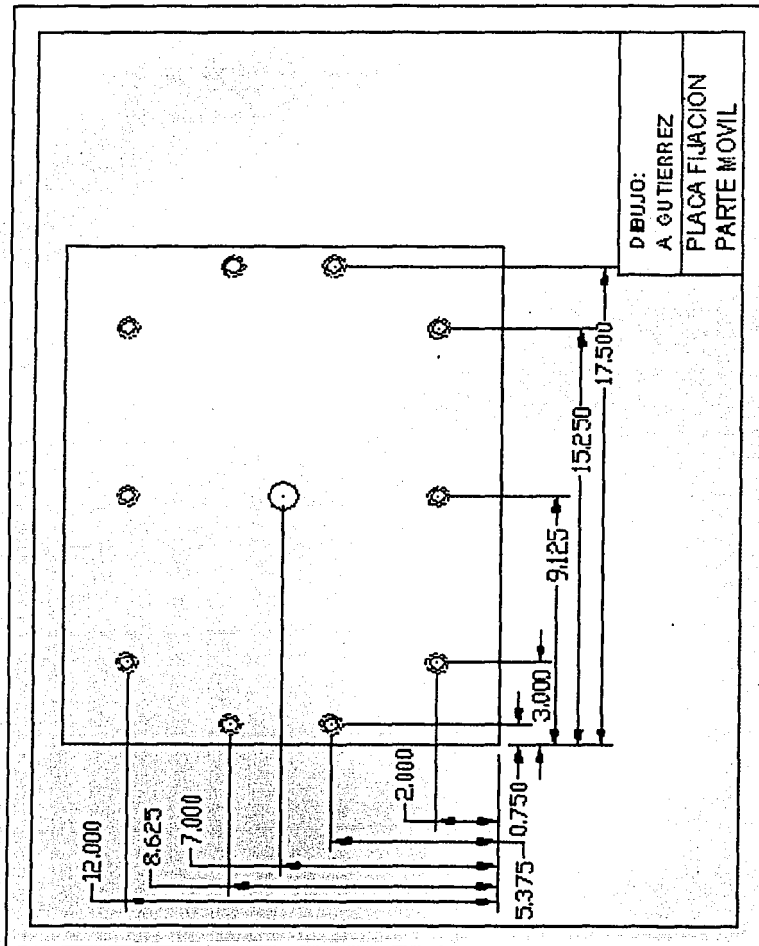 12.000
8.625
7.000
2.000
5.375
0.750
3.000
9.125
15.250
17.500
DIBUJO:
A GUTIERREZ
PLACA FIJACION
PARTE MOVIL